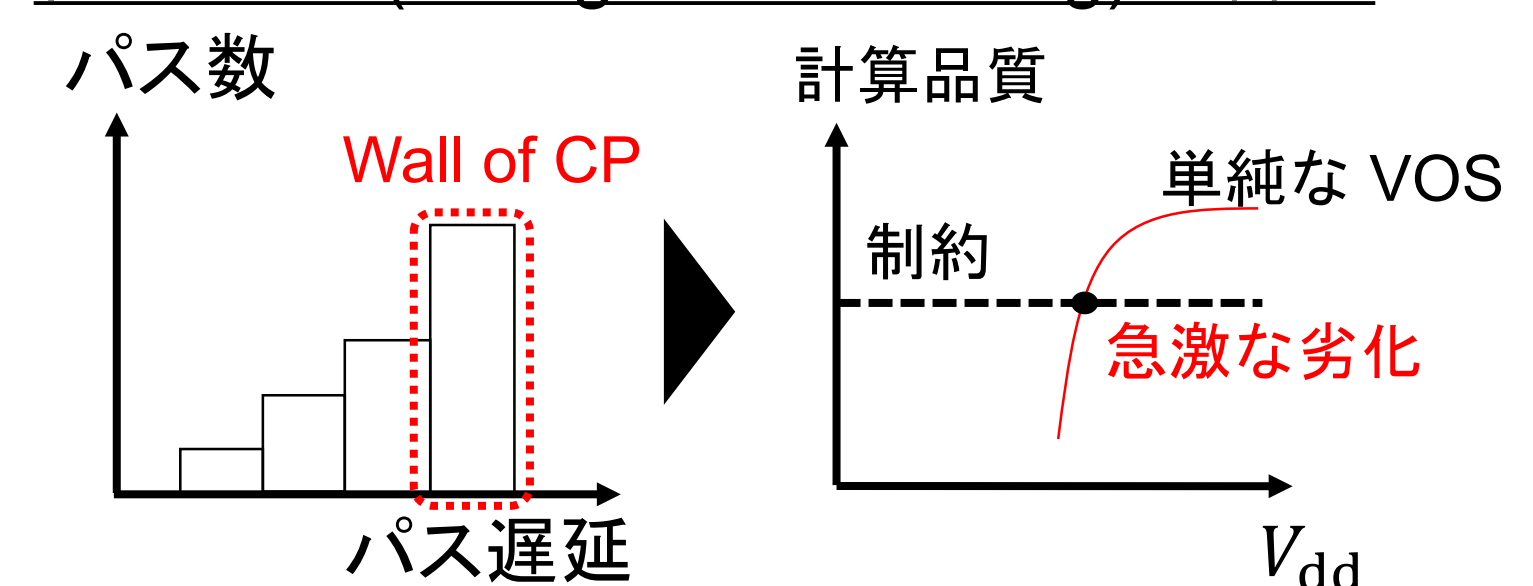 パス数
Wall of CP
パス遅延
計算品質
単純な VOS
制約
急激な劣化
Vdd